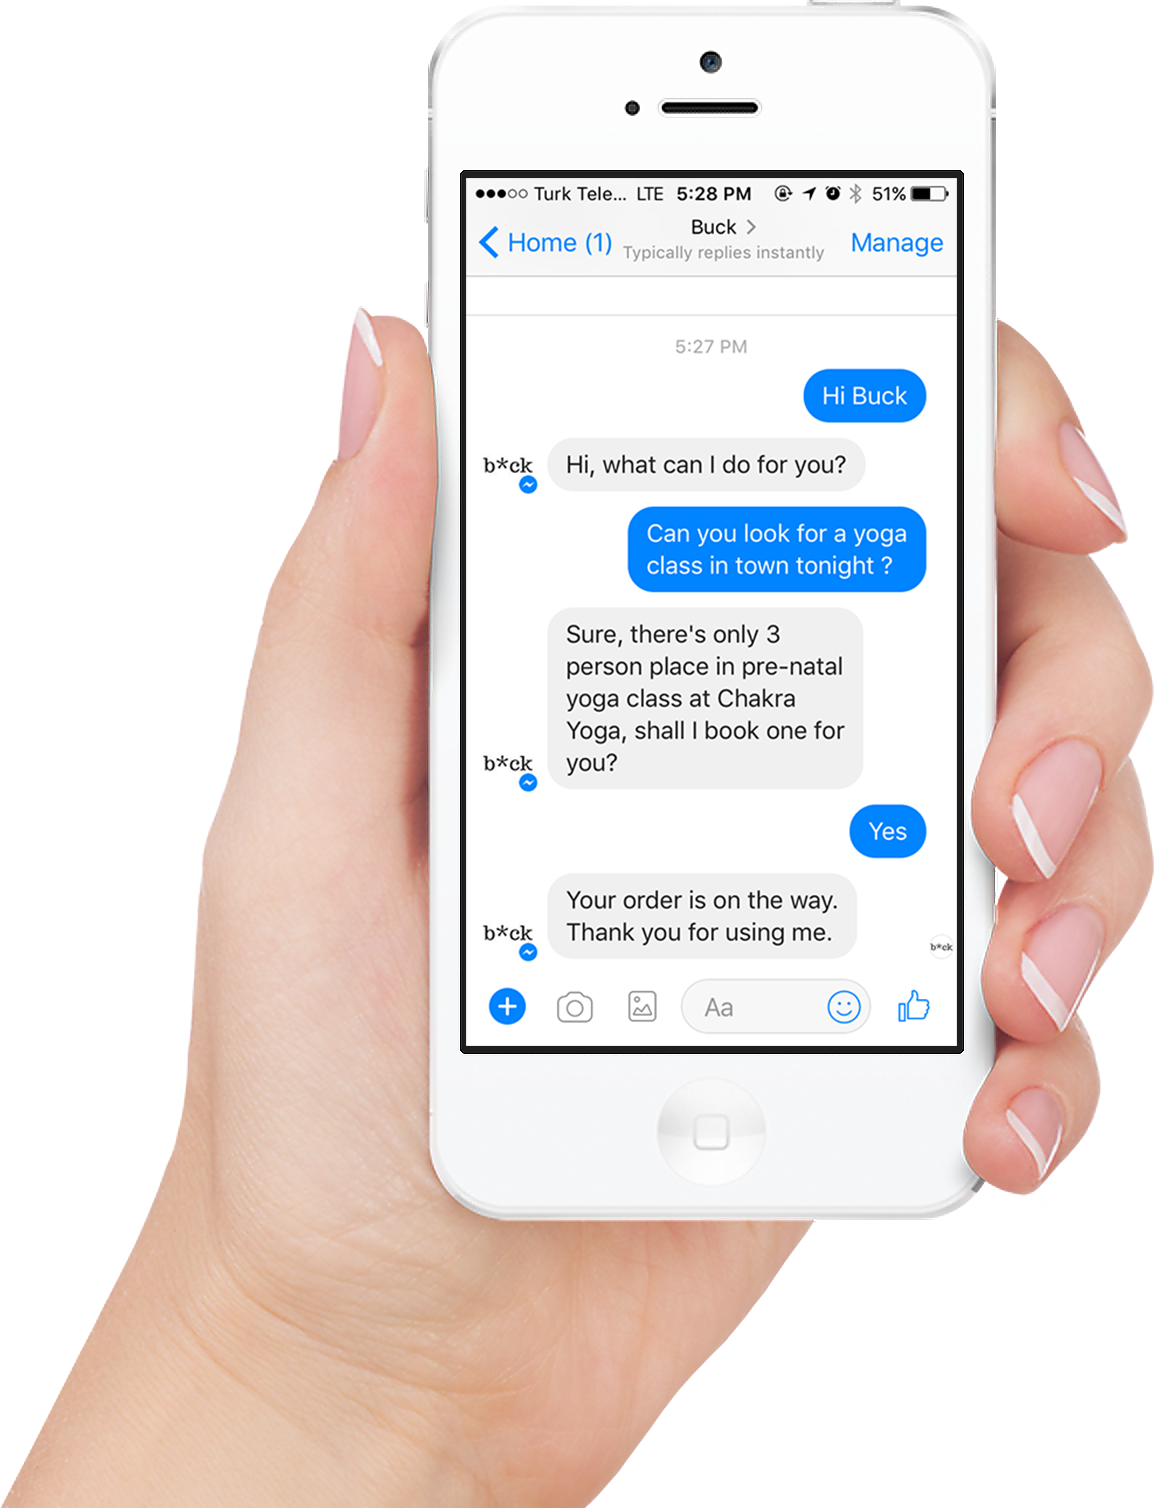 Turk Tele... LTE 5:28 PM 51%
Home (1) Buck Manage
Typically replies instantly
5:27 PM
Hi Buck
b*ck
Hi, what can I do for you?
Can you look for a yoga
class in town tonight ?
Sure, there's only 3
person place in pre-natal
yoga class at Chakra
Yoga, shall I book one for
you?
b*ck
Yes
Your order is on the way.
Thank you for using me.
b*ck
b*ck
Aa